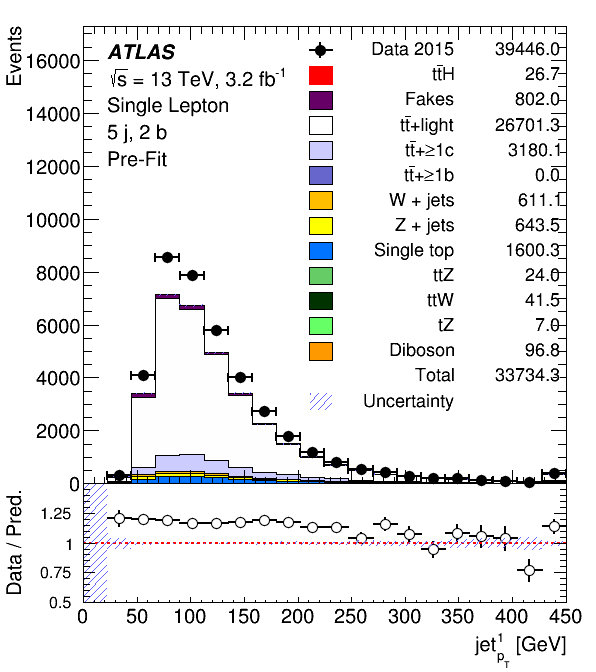 Events
16000
14000
12000
10000
8000
6000
4000
2000
0
ATLAS
√s = 13 TeV, 3.2 fb⁻¹
Single Lepton
5 j, 2 b
Pre-Fit
Data 2015 39446.0
tt̄H 26.7
Fakes 802.0
tt̄+light 26701.3
tt̄+≥1c 3180.1
tt̄+≥1b 0.0
W + jets 611.1
Z + jets 643.5
Single top 1600.3
ttZ 24.0
ttW 41.5
tZ 7.0
Diboson 96.8
Total 33734.3
Uncertainty
Data / Pred.
1.25
1
0.75
0.5
0 50 100 150 200 250 300 350 400 450
jet¹pT [GeV]